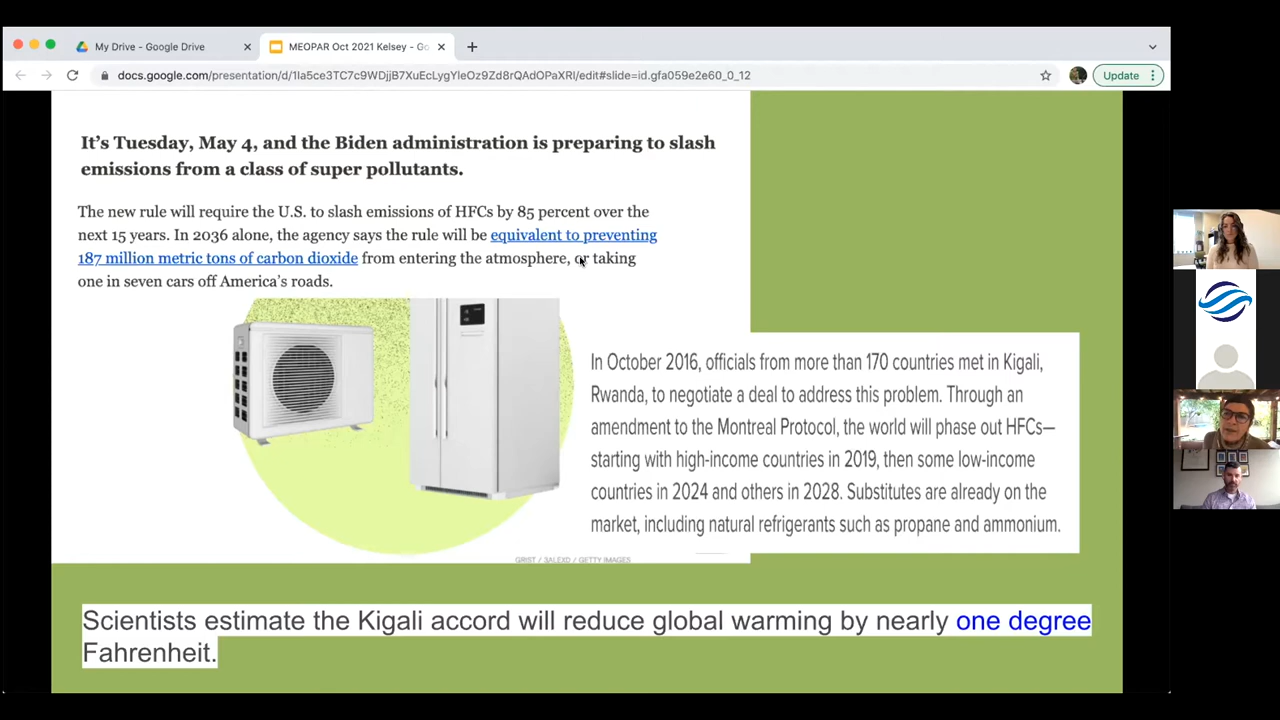 My Drive - Google Drive
MEOPAR Oct 2021 Kelsey - Go
docs.google.com/presentation/d/1Ia5ce3TC7c9WDjjB7XuEcLygYleOz9Zd8rQAdOPaXRI/edit#slide=id.gfa059e2e60_0_12
Update
It’s Tuesday, May 4, and the Biden administration is preparing to slash
emissions from a class of super pollutants.
The new rule will require the U.S. to slash emissions of HFCs by 85 percent over the
next 15 years. In 2036 alone, the agency says the rule will be equivalent to preventing
187 million metric tons of carbon dioxide from entering the atmosphere, or taking
one in seven cars off America’s roads.
In October 2016, officials from more than 170 countries met in Kigali,
Rwanda, to negotiate a deal to address this problem. Through an
amendment to the Montreal Protocol, the world will phase out HFCs—
starting with high-income countries in 2019, then some low-income
countries in 2024 and others in 2028. Substitutes are already on the
market, including natural refrigerants such as propane and ammonium.
GRIST / 3ALEXD / GETTY IMAGES
Scientists estimate the Kigali accord will reduce global warming by nearly one degree
Fahrenheit.